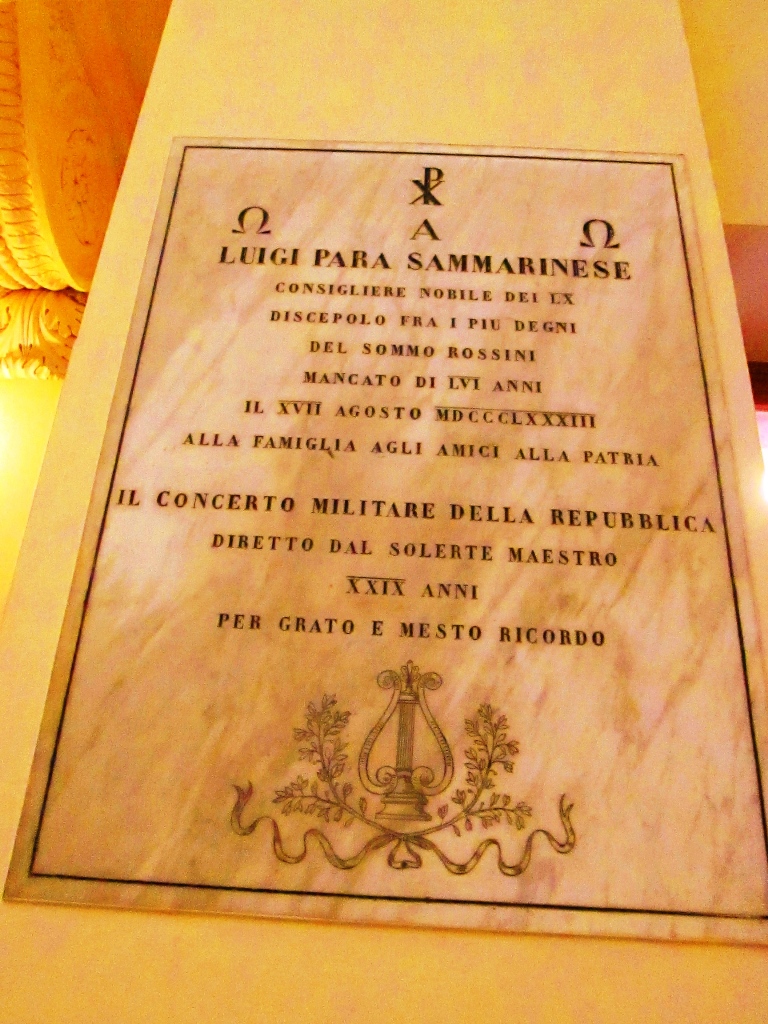 ☧
Ω A Ω
LUIGI PARA SAMMARINESE
CONSIGLIERE NOBILE DEI LX
DISCEPOLO FRA I PIU DEGNI
DEL SOMMO ROSSINI
MANCATO DI LVI ANNI
IL XVII AGOSTO MDCCCLXXXIII
ALLA FAMIGLIA AGLI AMICI ALLA PATRIA
IL CONCERTO MILITARE DELLA REPUBBLICA
DIRETTO DAL SOLERTE MAESTRO
XXIX ANNI
PER GRATO E MESTO RICORDO